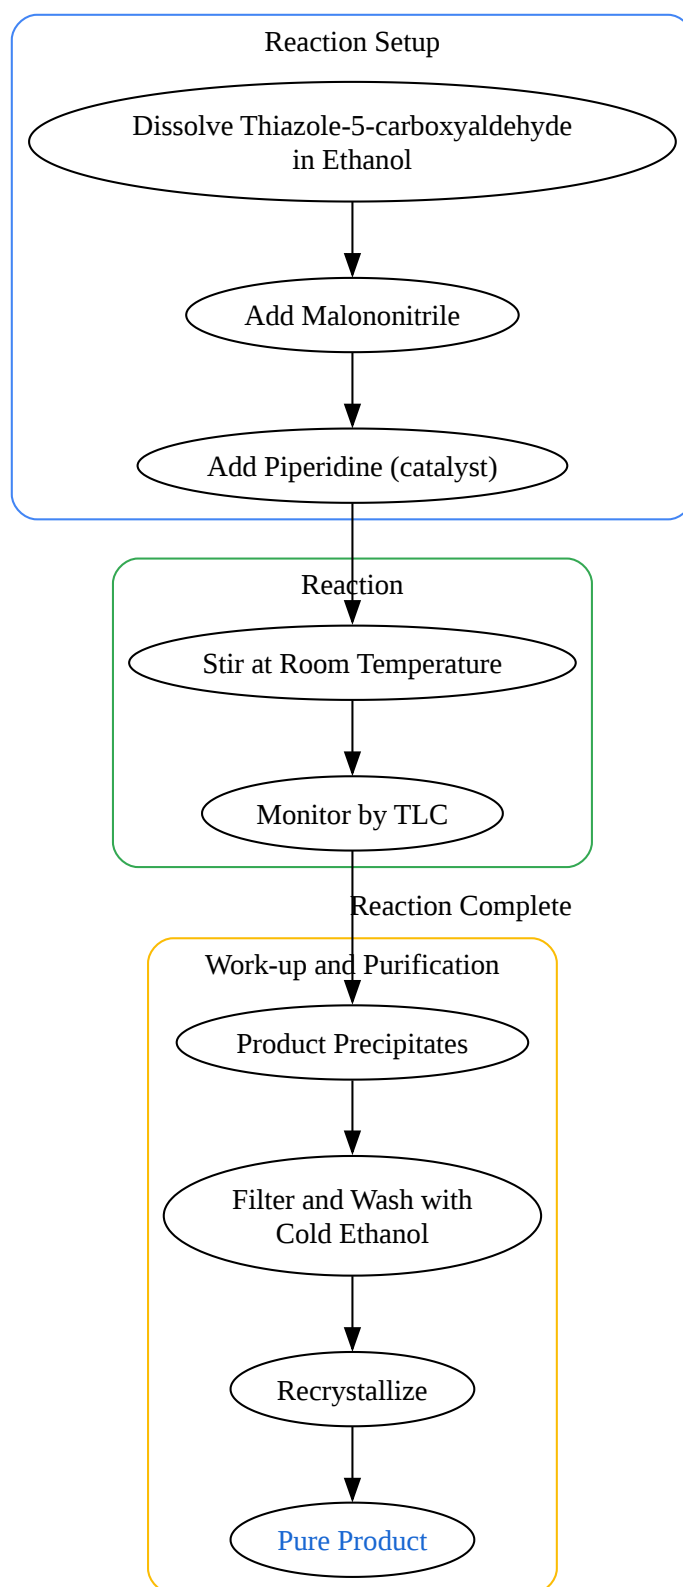 Reaction Setup
Dissolve Thiazole-5-carboxyaldehyde
in Ethanol
Add Malononitrile
Add Piperidine (catalyst)
Reaction
Stir at Room Temperature
Monitor by TLC
Reaction Complete
Work-up and Purification
Product Precipitates
Filter and Wash with
Cold Ethanol
Recrystallize
Pure Product